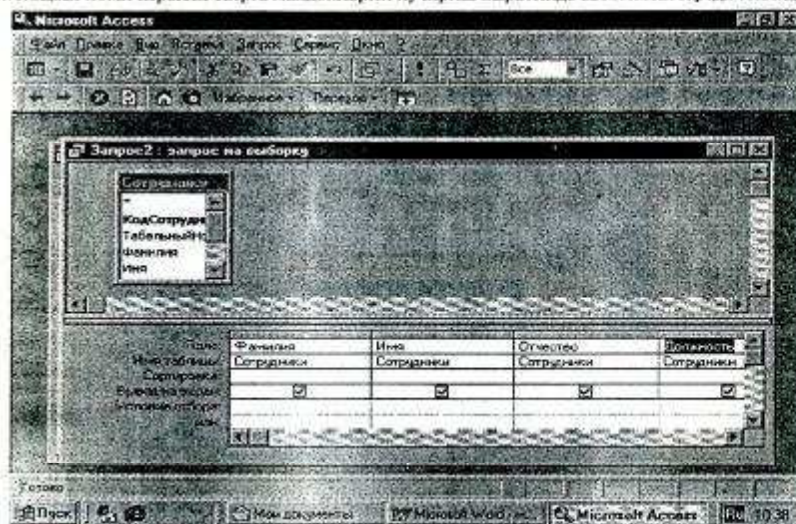 Microsoft Access
Файл Правка Вид Вставка Запрос Сервис Окно ?
Все
Избранное Переход
Запрос2 : запрос на выборку
Сотрудники
*
КодСотрудн
ТабельныйНо
Фамилия
Имя
Поле: Фамилия Имя Отчество Должность
Имя таблицы: Сотрудники Сотрудники Сотрудники Сотрудники
Сортировка:
Вывод на экран:
Условие отбора:
или:
Готово
Пуск Мои документы Microsoft Word Microsoft Access 10:38